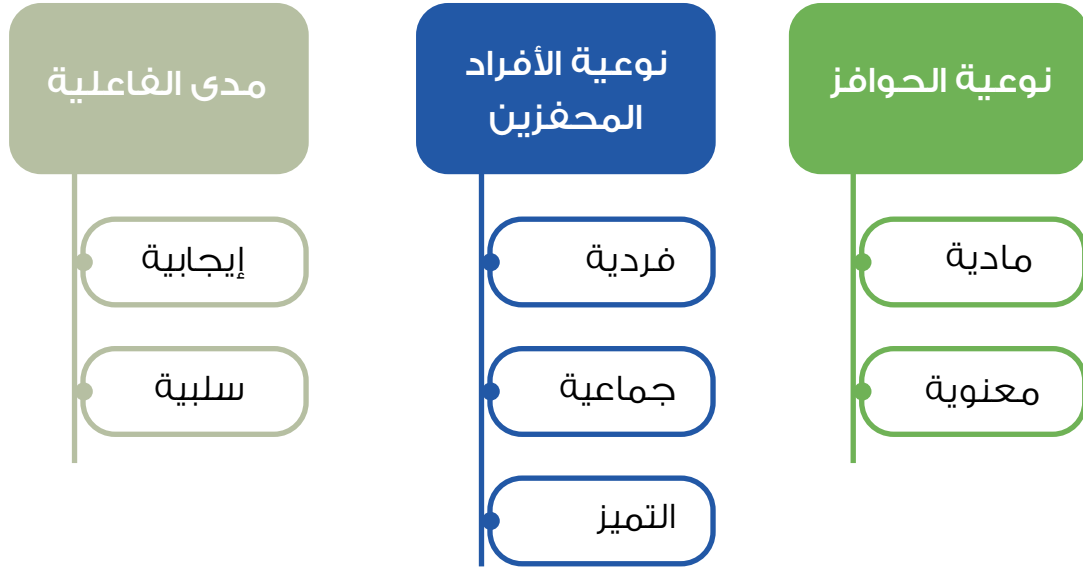 نوعية الحوافز
مادية
معنوية
نوعية الأفراد
المحفزين
فردية
جماعية
التميز
مدى الفاعلية
إيجابية
سلبية